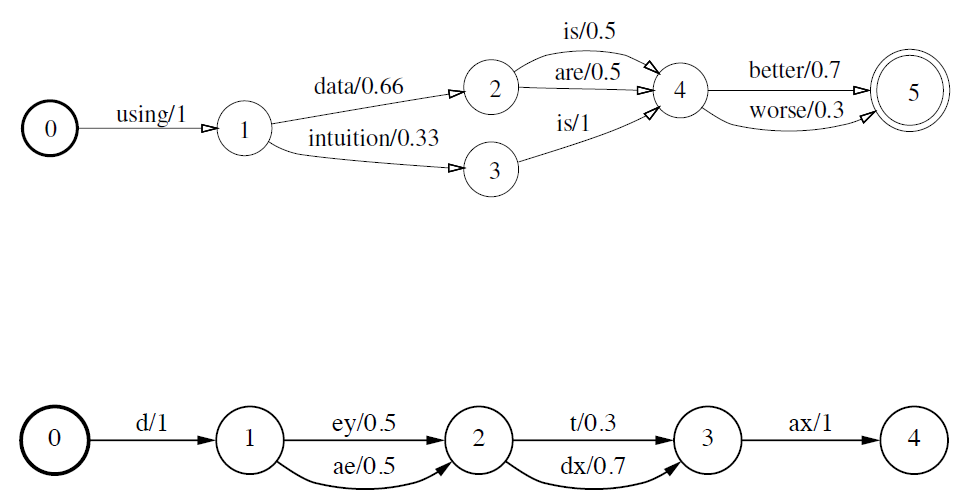 is/0.5
data/0.66 2 are/0.5 4 better/0.7 5
0 using/1 1 worse/0.3
intuition/0.33 is/1
3
0 d/1 1 ey/0.5 2 t/0.3 3 ax/1 4
ae/0.5 dx/0.7